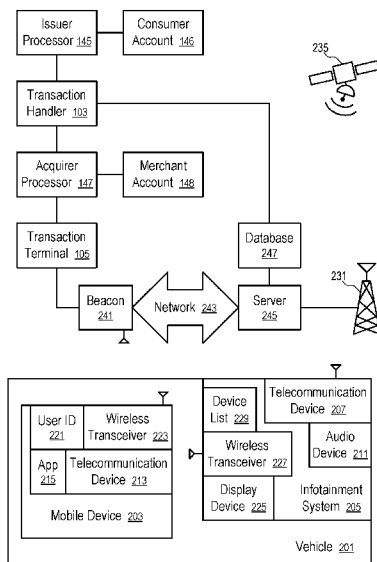 Issuer
Processor 145
Consumer
Account 146
235
Transaction
Handler 103
Acquirer
Processor 147
Merchant
Account 148
Transaction
Terminal 105
Database
247
231
Beacon
241
Network 243
Server
245
User ID
221
Wireless
Transceiver 223
App
215
Telecommunication
Device 213
Mobile Device 203
Device
List 229
Telecommunication
Device 207
Wireless
Transceiver 227
Audio
Device 211
Display
Device 225
Infotainment
System 205
Vehicle 201